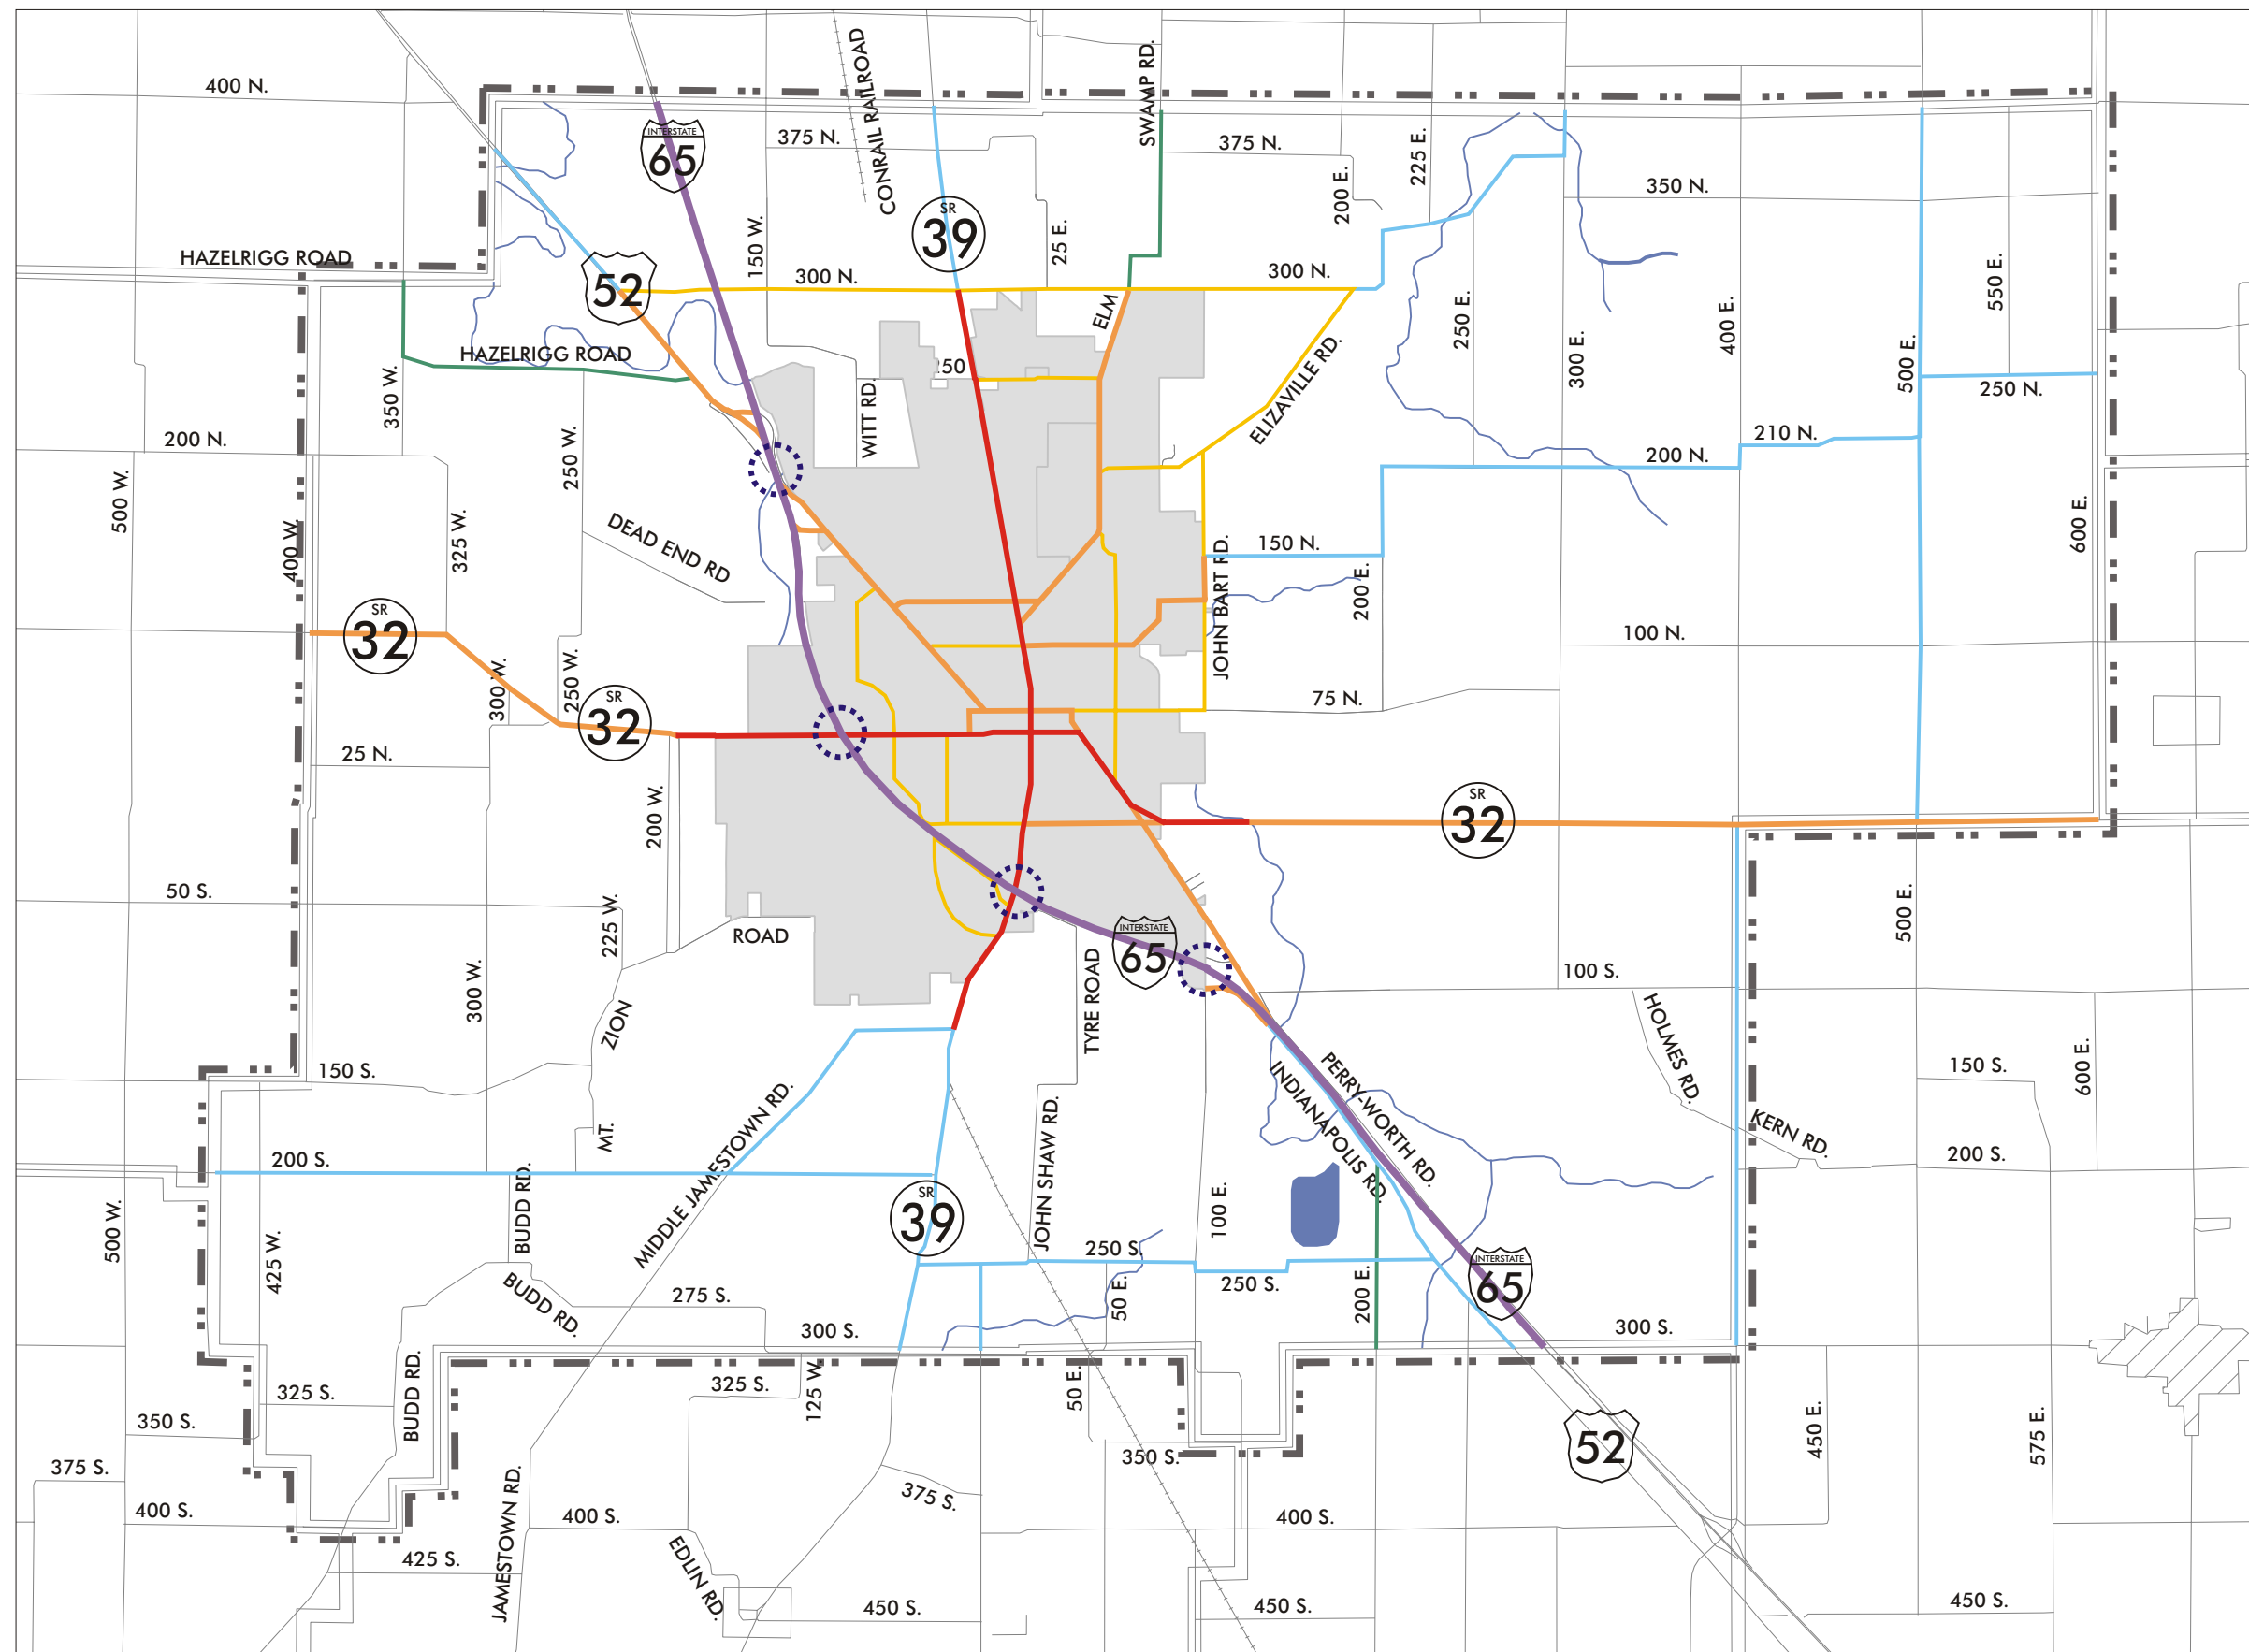 400 N.
CONRAIL RAILROAD
SWAMP RD.
INTERSTATE
65
375 N.
375 N.
225 E.
200 E.
350 N.
SR
39
150 W.
25 E.
HAZELRIGG ROAD
52
300 N.
300 N.
550 E.
ELM
250 E.
400 E.
300 E.
500 E.
HAZELRIGG ROAD
250
ELIZAVILLE RD.
350 W.
WITT RD.
250 N.
200 N.
250 W.
210 N.
200 N.
500 W.
400 W.
325 W.
DEAD END RD
600 E.
150 N.
JOHN BART RD.
200 E.
SR
32
100 N.
300 W.
250 W.
SR
32
75 N.
25 N.
200 W.
SR
32
50 S.
225 W.
ROAD
500 E.
INTERSTATE
65
100 S.
300 W.
ZION
TYRE ROAD
HOLMES RD.
150 S.
PERRY-WORTH RD.
INDIANAPOLIS RD.
150 S.
600 E.
MIDDLE JAMESTOWN RD.
MT.
JOHN SHAW RD.
KERN RD.
200 S.
200 S.
BUDD RD.
SR
39
100 E.
500 W.
425 W.
250 S.
250 S.
INTERSTATE
65
BUDD RD.
275 S.
50 E.
200 E.
300 S.
300 S.
325 S.
BUDD RD.
325 S.
125 W.
50 E.
350 S.
350 S.
52
450 E.
575 E.
375 S.
JAMESTOWN RD.
375 S.
400 S.
400 S.
400 S.
425 S.
EDLIN RD.
450 S.
450 S.
450 S.